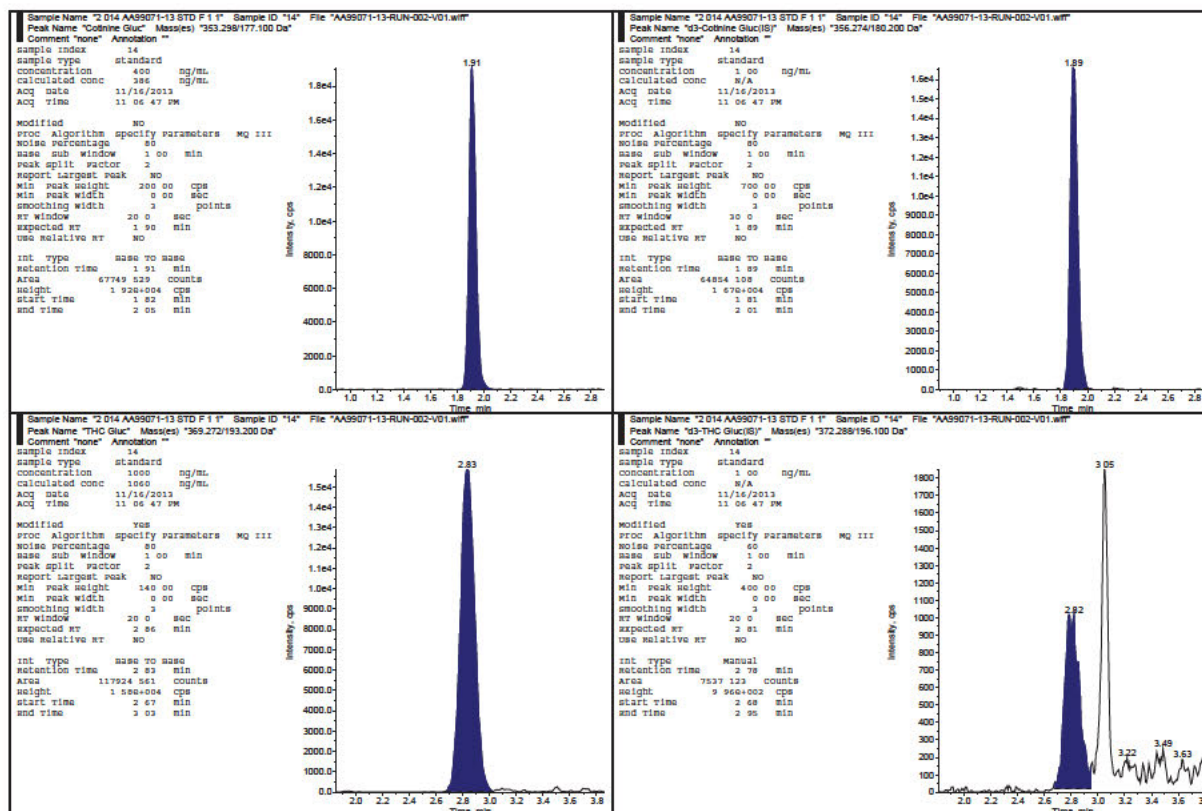 Sample Name "2 014 AA99071-13 STD F 1 1" Sample ID "14" File "AA99071-13-RUN-002-V01.wiff"
Peak Name "Cotinine Gluc" Mass(es) "353.298/177.100 Da"
Comment "none" Annotation ""
Sample Index 14
Sample Type standard
Concentration 400 ng/mL
Calculated Conc 386 ng/mL
Acq Date 11/16/2013
Acq Time 11 06 47 PM
Modified NO
Proc Algorithm Specify Parameters MQ III
Noise Percentage 80
Base Sub Window 1 00 min
Peak Split Factor 2
Report Largest Peak NO
Min Peak Height 200 00 cps
Min Peak Width 0 00 sec
Smoothing Width 3 points
RT Window 20 0 sec
Expected RT 1 90 min
Use Relative RT NO
Int Type Base To Base
Retention Time 1 91 min
Area 67749 529 counts
Height 1 92e+004 cps
Start Time 1 82 min
End Time 2 05 min
1.91
1.8e4
1.6e4
1.4e4
1.2e4
1.0e4
8000.0
6000.0
4000.0
2000.0
0.0
Intensity, cps
1.0 1.2 1.4 1.6 1.8 2.0 2.2 2.4 2.6 2.8
Time, min
Sample Name "2 014 AA99071-13 STD F 1 1" Sample ID "14" File "AA99071-13-RUN-002-V01.wiff"
Peak Name "d3-Cotinine Gluc(IS)" Mass(es) "356.274/180.200 Da"
Comment "none" Annotation ""
Sample Index 14
Sample Type standard
Concentration 1 00 ng/mL
Calculated Conc N/A
Acq Date 11/16/2013
Acq Time 11 06 47 PM
Modified NO
Proc Algorithm Specify Parameters MQ III
Noise Percentage 80
Base Sub Window 1 00 min
Peak Split Factor 2
Report Largest Peak NO
Min Peak Height 700 00 cps
Min Peak Width 0 00 sec
Smoothing Width 3 points
RT Window 30 0 sec
Expected RT 1 89 min
Use Relative RT NO
Int Type Base To Base
Retention Time 1 89 min
Area 64854 108 counts
Height 1 67e+004 cps
Start Time 1 81 min
End Time 2 01 min
1.89
1.6e4
1.5e4
1.4e4
1.3e4
1.2e4
1.1e4
1.0e4
9000.0
8000.0
7000.0
6000.0
5000.0
4000.0
3000.0
2000.0
1000.0
0.0
Intensity, cps
1.0 1.2 1.4 1.6 1.8 2.0 2.2 2.4 2.6 2.8
Time, min
Sample Name "2 014 AA99071-13 STD F 1 1" Sample ID "14" File "AA99071-13-RUN-002-V01.wiff"
Peak Name "THC Gluc" Mass(es) "369.272/193.200 Da"
Comment "none" Annotation ""
Sample Index 14
Sample Type standard
Concentration 1000 ng/mL
Calculated Conc 1060 ng/mL
Acq Date 11/16/2013
Acq Time 11 06 47 PM
Modified Yes
Proc Algorithm Specify Parameters MQ III
Noise Percentage 80
Base Sub Window 1 00 min
Peak Split Factor 2
Report Largest Peak NO
Min Peak Height 140 00 cps
Min Peak Width 0 00 sec
Smoothing Width 3 points
RT Window 20 0 sec
Expected RT 2 86 min
Use Relative RT NO
Int Type Base To Base
Retention Time 2 83 min
Area 117924 561 counts
Height 1 58e+004 cps
Start Time 2 67 min
End Time 3 03 min
2.83
1.5e4
1.4e4
1.3e4
1.2e4
1.1e4
1.0e4
9000.0
8000.0
7000.0
6000.0
5000.0
4000.0
3000.0
2000.0
1000.0
0.0
Intensity, cps
2.0 2.2 2.4 2.6 2.8 3.0 3.2 3.4 3.6 3.8
Time, min
Sample Name "2 014 AA99071-13 STD F 1 1" Sample ID "14" File "AA99071-13-RUN-002-V01.wiff"
Peak Name "d3-THC Gluc(IS)" Mass(es) "372.288/196.100 Da"
Comment "none" Annotation ""
Sample Index 14
Sample Type standard
Concentration 1 00 ng/mL
Calculated Conc N/A
Acq Date 11/16/2013
Acq Time 11 06 47 PM
Modified Yes
Proc Algorithm Specify Parameters MQ III
Noise Percentage 60
Base Sub Window 1 00 min
Peak Split Factor 2
Report Largest Peak NO
Min Peak Height 400 00 cps
Min Peak Width 0 00 sec
Smoothing Width 3 points
RT Window 20 0 sec
Expected RT 2 81 min
Use Relative RT NO
Int Type Manual
Retention Time 2 78 min
Area 7537 123 counts
Height 9 96e+002 cps
Start Time 2 68 min
End Time 2 95 min
3.05
2.82
3.22 3.49 3.63
1800
1700
1600
1500
1400
1300
1200
1100
1000
900
800
700
600
500
400
300
200
100
0
Intensity, cps
2.0 2.2 2.4 2.6 2.8 3.0 3.2 3.4 3.6
Time, min